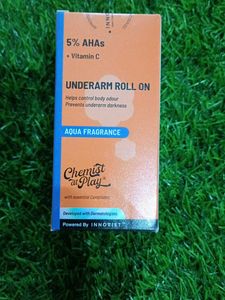 5% AHAs
+ Vitamin C
UNDERARM ROLL ON
Helps control body odour
Prevents underarm darkness
AQUA FRAGRANCE
Chemist
at Play
with essential Ceramides
Developed with Dermatologists
Powered By INNOVIST